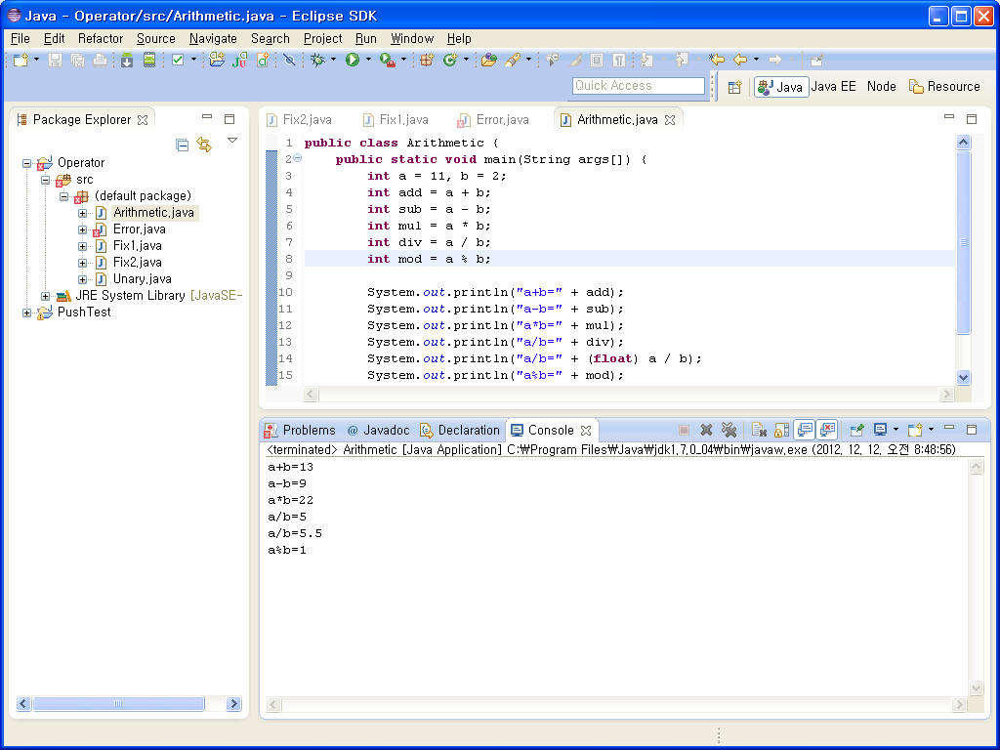 Java - Operator/src/Arithmetic.java - Eclipse SDK
File Edit Refactor Source Navigate Search Project Run Window Help
Quick Access
Java Java EE Node Resource
Package Explorer
Operator
src
(default package)
Arithmetic.java
Error.java
Fix1.java
Fix2.java
Unary.java
JRE System Library [JavaSE-
PushTest
Fix2.java Fix1.java Error.java Arithmetic.java
1 public class Arithmetic {
2 public static void main(String args[]) {
3 int a = 11, b = 2;
4 int add = a + b;
5 int sub = a - b;
6 int mul = a * b;
7 int div = a / b;
8 int mod = a % b;
9
10 System.out.println("a+b=" + add);
11 System.out.println("a-b=" + sub);
12 System.out.println("a*b=" + mul);
13 System.out.println("a/b=" + div);
14 System.out.println("a/b=" + (float) a / b);
15 System.out.println("a%b=" + mod);
Problems @ Javadoc Declaration Console
<terminated> Arithmetic [Java Application] C:₩Program Files₩Java₩jdk1.7.0_04₩bin₩javaw.exe (2012. 12. 12. 오전 8:48:56)
a+b=13
a-b=9
a*b=22
a/b=5
a/b=5.5
a%b=1